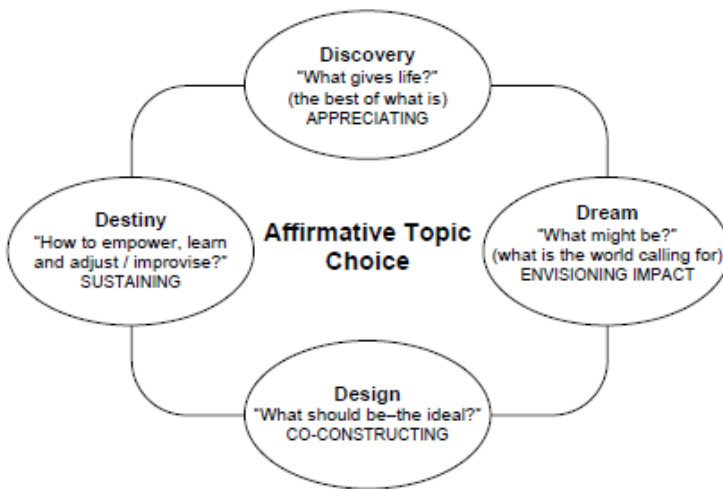 Discovery
"What gives life?"
(the best of what is)
APPRECIATING
Destiny
"How to empower, learn
and adjust / improvise?"
SUSTAINING
Affirmative Topic
Choice
Dream
"What might be?"
(what is the world calling for)
ENVISIONING IMPACT
Design
"What should be–the ideal?"
CO-CONSTRUCTING